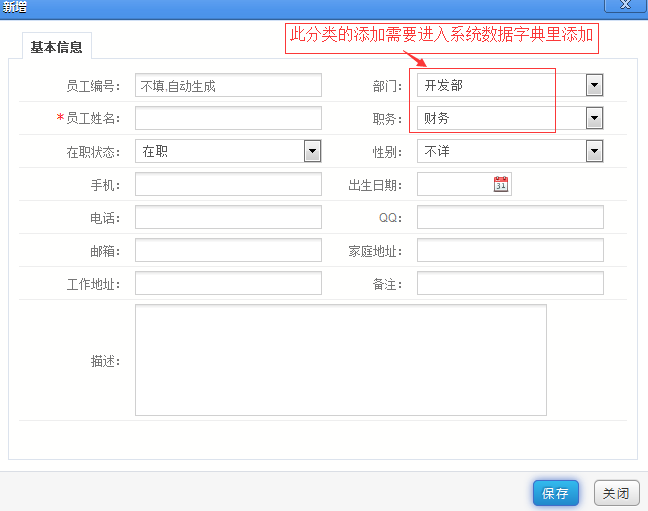 新增
此分类的添加需要进入系统数据字典里添加
基本信息
员工编号： 不填,自动生成 部门： 开发部
*员工姓名： 职务： 财务
在职状态： 在职 性别： 不详
手机： 出生日期： 31
电话： QQ：
邮箱： 家庭地址：
工作地址： 备注：
描述：
保存 关闭